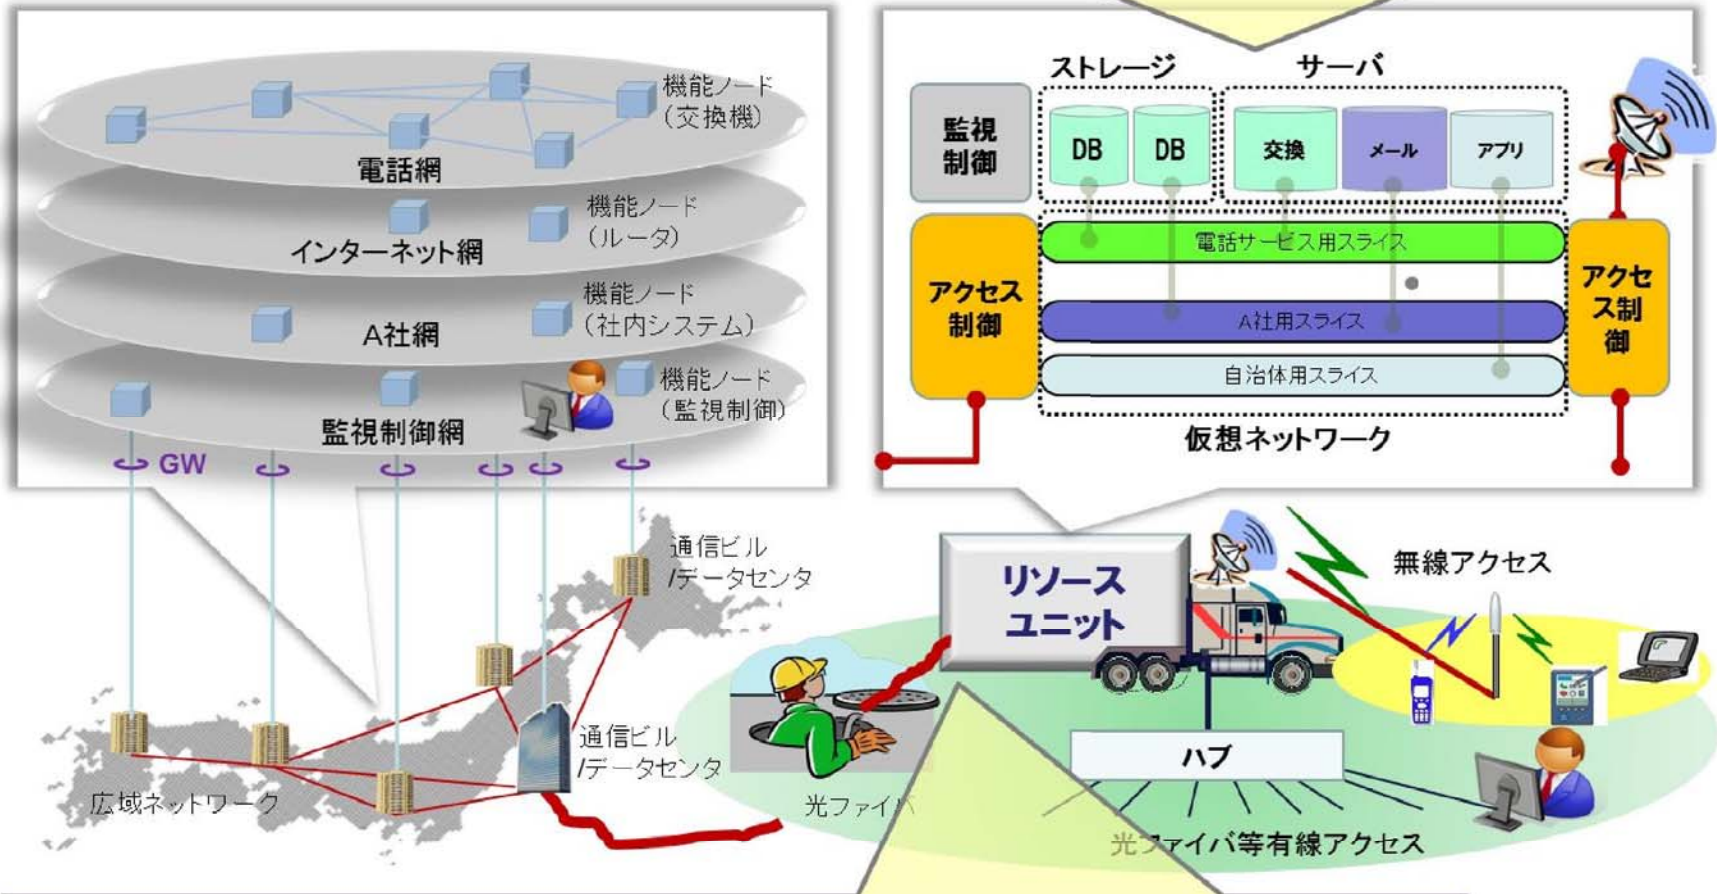 機能ノード
（交換機）
電話網
機能ノード
（ルータ）
インターネット網
機能ノード
（社内システム）
A社網
機能ノード
（監視制御）
監視制御網
GW
通信ビル
/データセンタ
通信ビル
/データセンタ
広域ネットワーク
ストレージ
サーバ
監視
制御
DB
DB
交換
メール
アプリ
アクセス
制御
電話サービス用スライス
A社用スライス
自治体用スライス
アクセ
ス制
御
仮想ネットワーク
リソース
ユニット
無線アクセス
ハブ
光ファイバ
光ファイバ等有線アクセス